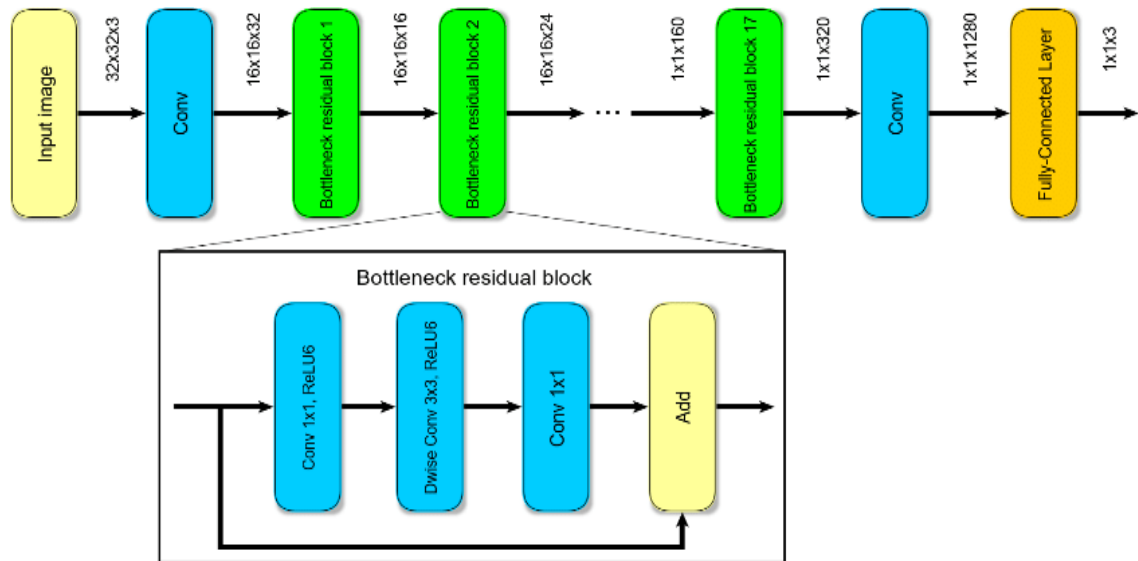 Input image
32x32x3
Conv
16x16x32
Bottleneck residual block 1
16x16x16
Bottleneck residual block 2
16x16x24
...
1x1x160
Bottleneck residual block 17
1x1x320
Conv
1x1x1280
Fully-Connected Layer
1x1x3
Bottleneck residual block
Conv 1x1, ReLU6
Dwise Conv 3x3, ReLU6
Conv 1x1
Add